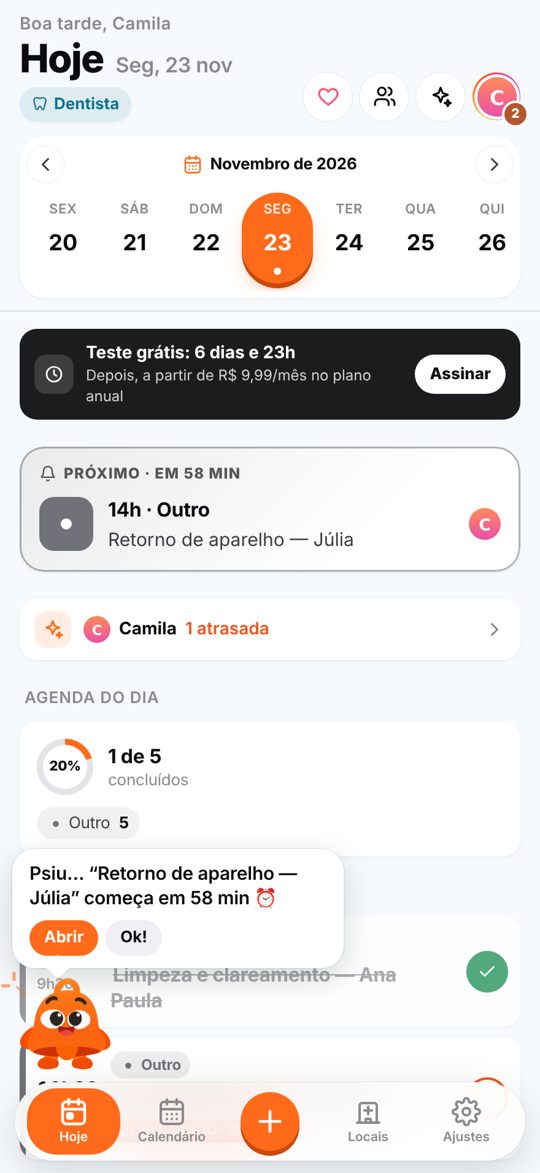 Boa tarde, Camila
Hoje Seg, 23 nov
Dentista
C
2
Novembro de 2026
SEX SÁB DOM SEG TER QUA QUI
20 21 22 23 24 25 26
Teste grátis: 6 dias e 23h
Depois, a partir de R$ 9,99/mês no plano
anual
Assinar
PRÓXIMO · EM 58 MIN
14h · Outro
Retorno de aparelho — Júlia
C
C Camila 1 atrasada
AGENDA DO DIA
20%
1 de 5
concluídos
Outro 5
Psiu... “Retorno de aparelho —
Júlia” começa em 58 min ⏰
Abrir Ok!
Limpeza e clareamento — Ana
Paula
Outro
Hoje Calendário Locais Ajustes